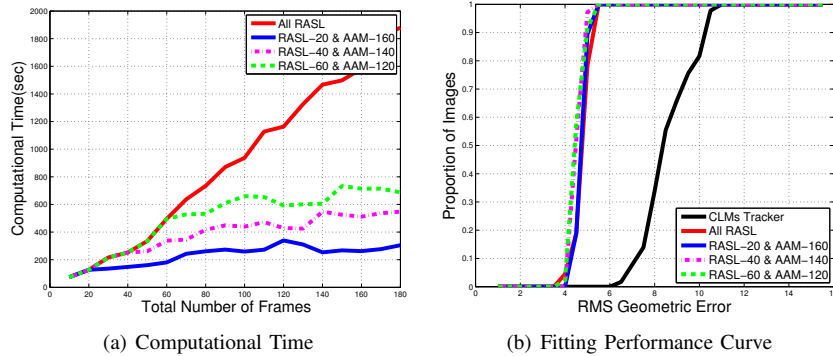 2000
1800
1600
1400
1200
1000
800
600
400
200
0
0 20 40 60 80 100 120 140 160 180
Computational Time(sec)
Total Number of Frames
All RASL
RASL−20 & AAM−160
RASL−40 & AAM−140
RASL−60 & AAM−120
(a) Computational Time
1
0.9
0.8
0.7
0.6
0.5
0.4
0.3
0.2
0.1
0
0 2 4 6 8 10 12 14
Proportion of Images
RMS Geometric Error
CLMs Tracker
All RASL
RASL−20 & AAM−160
RASL−40 & AAM−140
RASL−60 & AAM−120
(b) Fitting Performance Curve